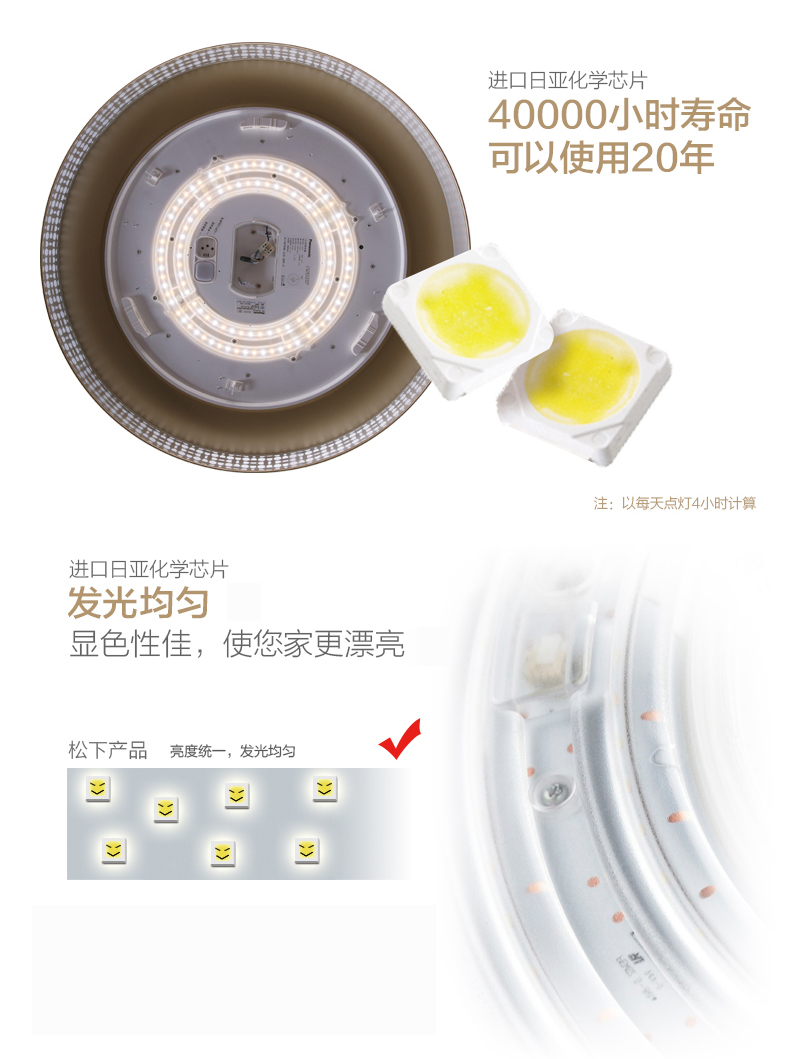 进口日亚化学芯片
40000小时寿命
可以使用20年
注：以每天点灯4小时计算
进口日亚化学芯片
发光均匀
显色性佳，使您家更漂亮
松下产品 亮度统一，发光均匀